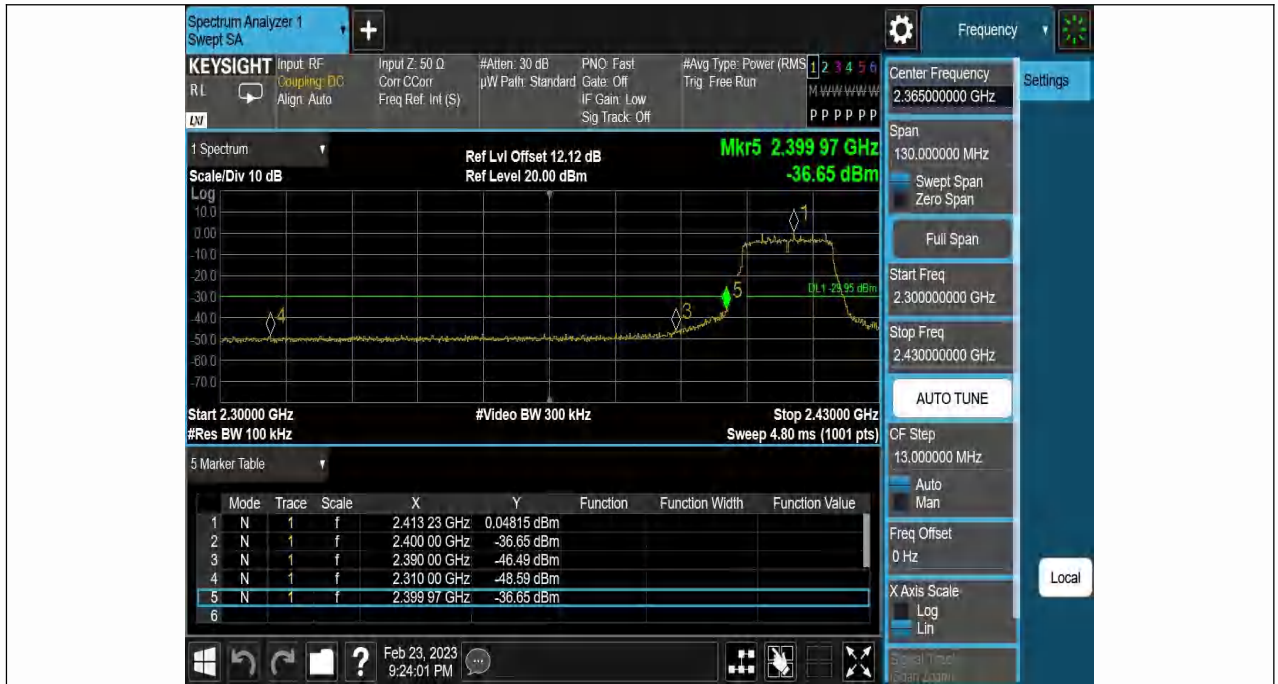 Spectrum Analyzer 1
Swept SA
+
Frequency
KEYSIGHT
RL
LXI
Input: RF
Coupling: DC
Align: Auto
Input Z: 50 Ω
Corr CCorr
Freq Ref: Int (S)
#Atten: 30 dB
µW Path: Standard
PNO: Fast
Gate: Off
IF Gain: Low
Sig Track: Off
#Avg Type: Power (RMS
Trig: Free Run
1 2 3 4 5 6
M W W W W W
P P P P P P
1 Spectrum
Scale/Div 10 dB
Ref Lvl Offset 12.12 dB
Ref Level 20.00 dBm
Mkr5 2.399 97 GHz
-36.65 dBm
Log
10.0
0.00
-10.0
-20.0
-30.0
-40.0
-50.0
-60.0
-70.0
1
5
DL1 -29.95 dBm
3
4
Start 2.30000 GHz
#Video BW 300 kHz
Stop 2.43000 GHz
#Res BW 100 kHz
Sweep 4.80 ms (1001 pts)
5 Marker Table
Mode Trace Scale X Y Function Function Width Function Value
1 N 1 f 2.413 23 GHz 0.04815 dBm
2 N 1 f 2.400 00 GHz -36.65 dBm
3 N 1 f 2.390 00 GHz -46.49 dBm
4 N 1 f 2.310 00 GHz -48.59 dBm
5 N 1 f 2.399 97 GHz -36.65 dBm
6
Feb 23, 2023
9:24:01 PM
Center Frequency
2.365000000 GHz
Settings
Span
130.000000 MHz
Swept Span
Zero Span
Full Span
Start Freq
2.300000000 GHz
Stop Freq
2.430000000 GHz
AUTO TUNE
CF Step
13.000000 MHz
Auto
Man
Freq Offset
0 Hz
X Axis Scale
Log
Lin
Local
Signal Track
(Span Zoom)